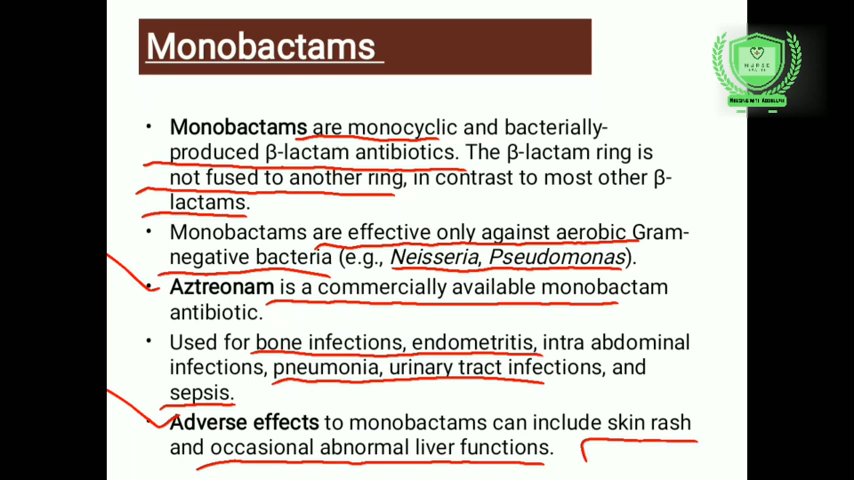 Monobactams
• Monobactams are monocyclic and bacterially-
produced β-lactam antibiotics. The β-lactam ring is
not fused to another ring, in contrast to most other β-
lactams.
• Monobactams are effective only against aerobic Gram-
negative bacteria (e.g., Neisseria, Pseudomonas).
• Aztreonam is a commercially available monobactam
antibiotic.
• Used for bone infections, endometritis, intra abdominal
infections, pneumonia, urinary tract infections, and
sepsis.
• Adverse effects to monobactams can include skin rash
and occasional abnormal liver functions.
NURSE